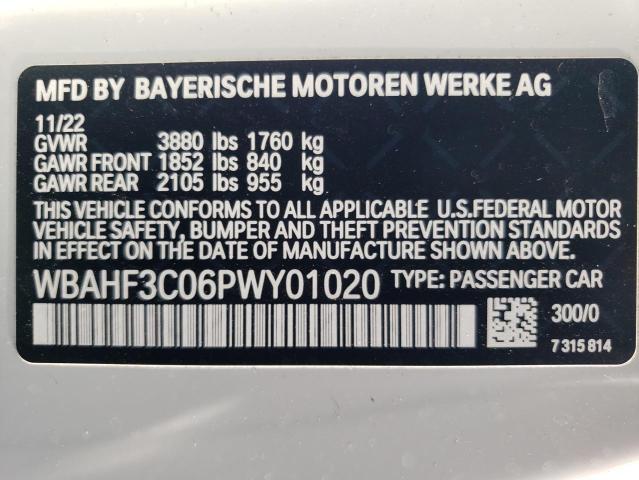 MFD BY BAYERISCHE MOTOREN WERKE AG
11/22
GVWR 3880 lbs 1760 kg
GAWR FRONT 1852 lbs 840 kg
GAWR REAR 2105 lbs 955 kg
THIS VEHICLE CONFORMS TO ALL APPLICABLE U.S.FEDERAL MOTOR
VEHICLE SAFETY, BUMPER AND THEFT PREVENTION STANDARDS
IN EFFECT ON THE DATE OF MANUFACTURE SHOWN ABOVE.
WBAHF3C06PWY01020 TYPE: PASSENGER CAR
300/0
7 315 814